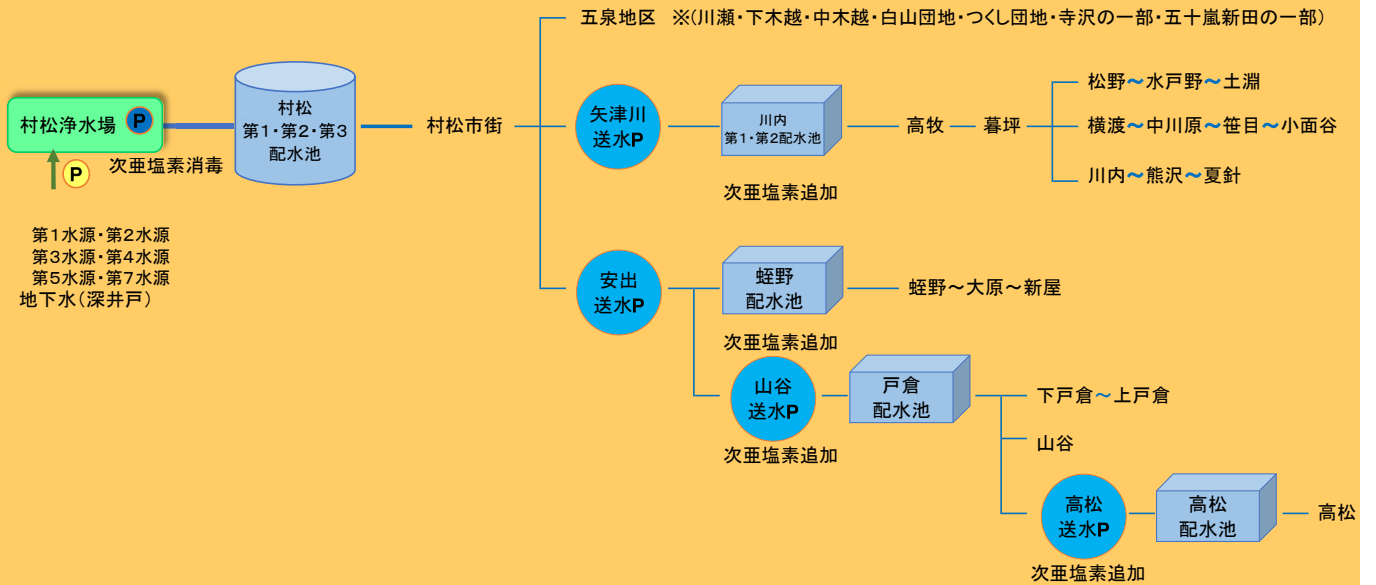 五泉地区　※(川瀬・下木越・中木越・白山団地・つくし団地・寺沢の一部・五十嵐新田の一部)
村松浄水場
P
P
次亜塩素消毒
第1水源・第2水源
第3水源・第4水源
第5水源・第7水源
地下水(深井戸)
村松
第1・第2・第3
配水池
村松市街
矢津川
送水P
川内
第1・第2配水池
次亜塩素追加
高牧
暮坪
松野～水戸野～土淵
横渡～中川原～笹目～小面谷
川内～熊沢～夏針
安出
送水P
蛭野
配水池
次亜塩素追加
蛭野～大原～新屋
山谷
送水P
次亜塩素追加
戸倉
配水池
下戸倉～上戸倉
山谷
高松
送水P
次亜塩素追加
高松
配水池
高松